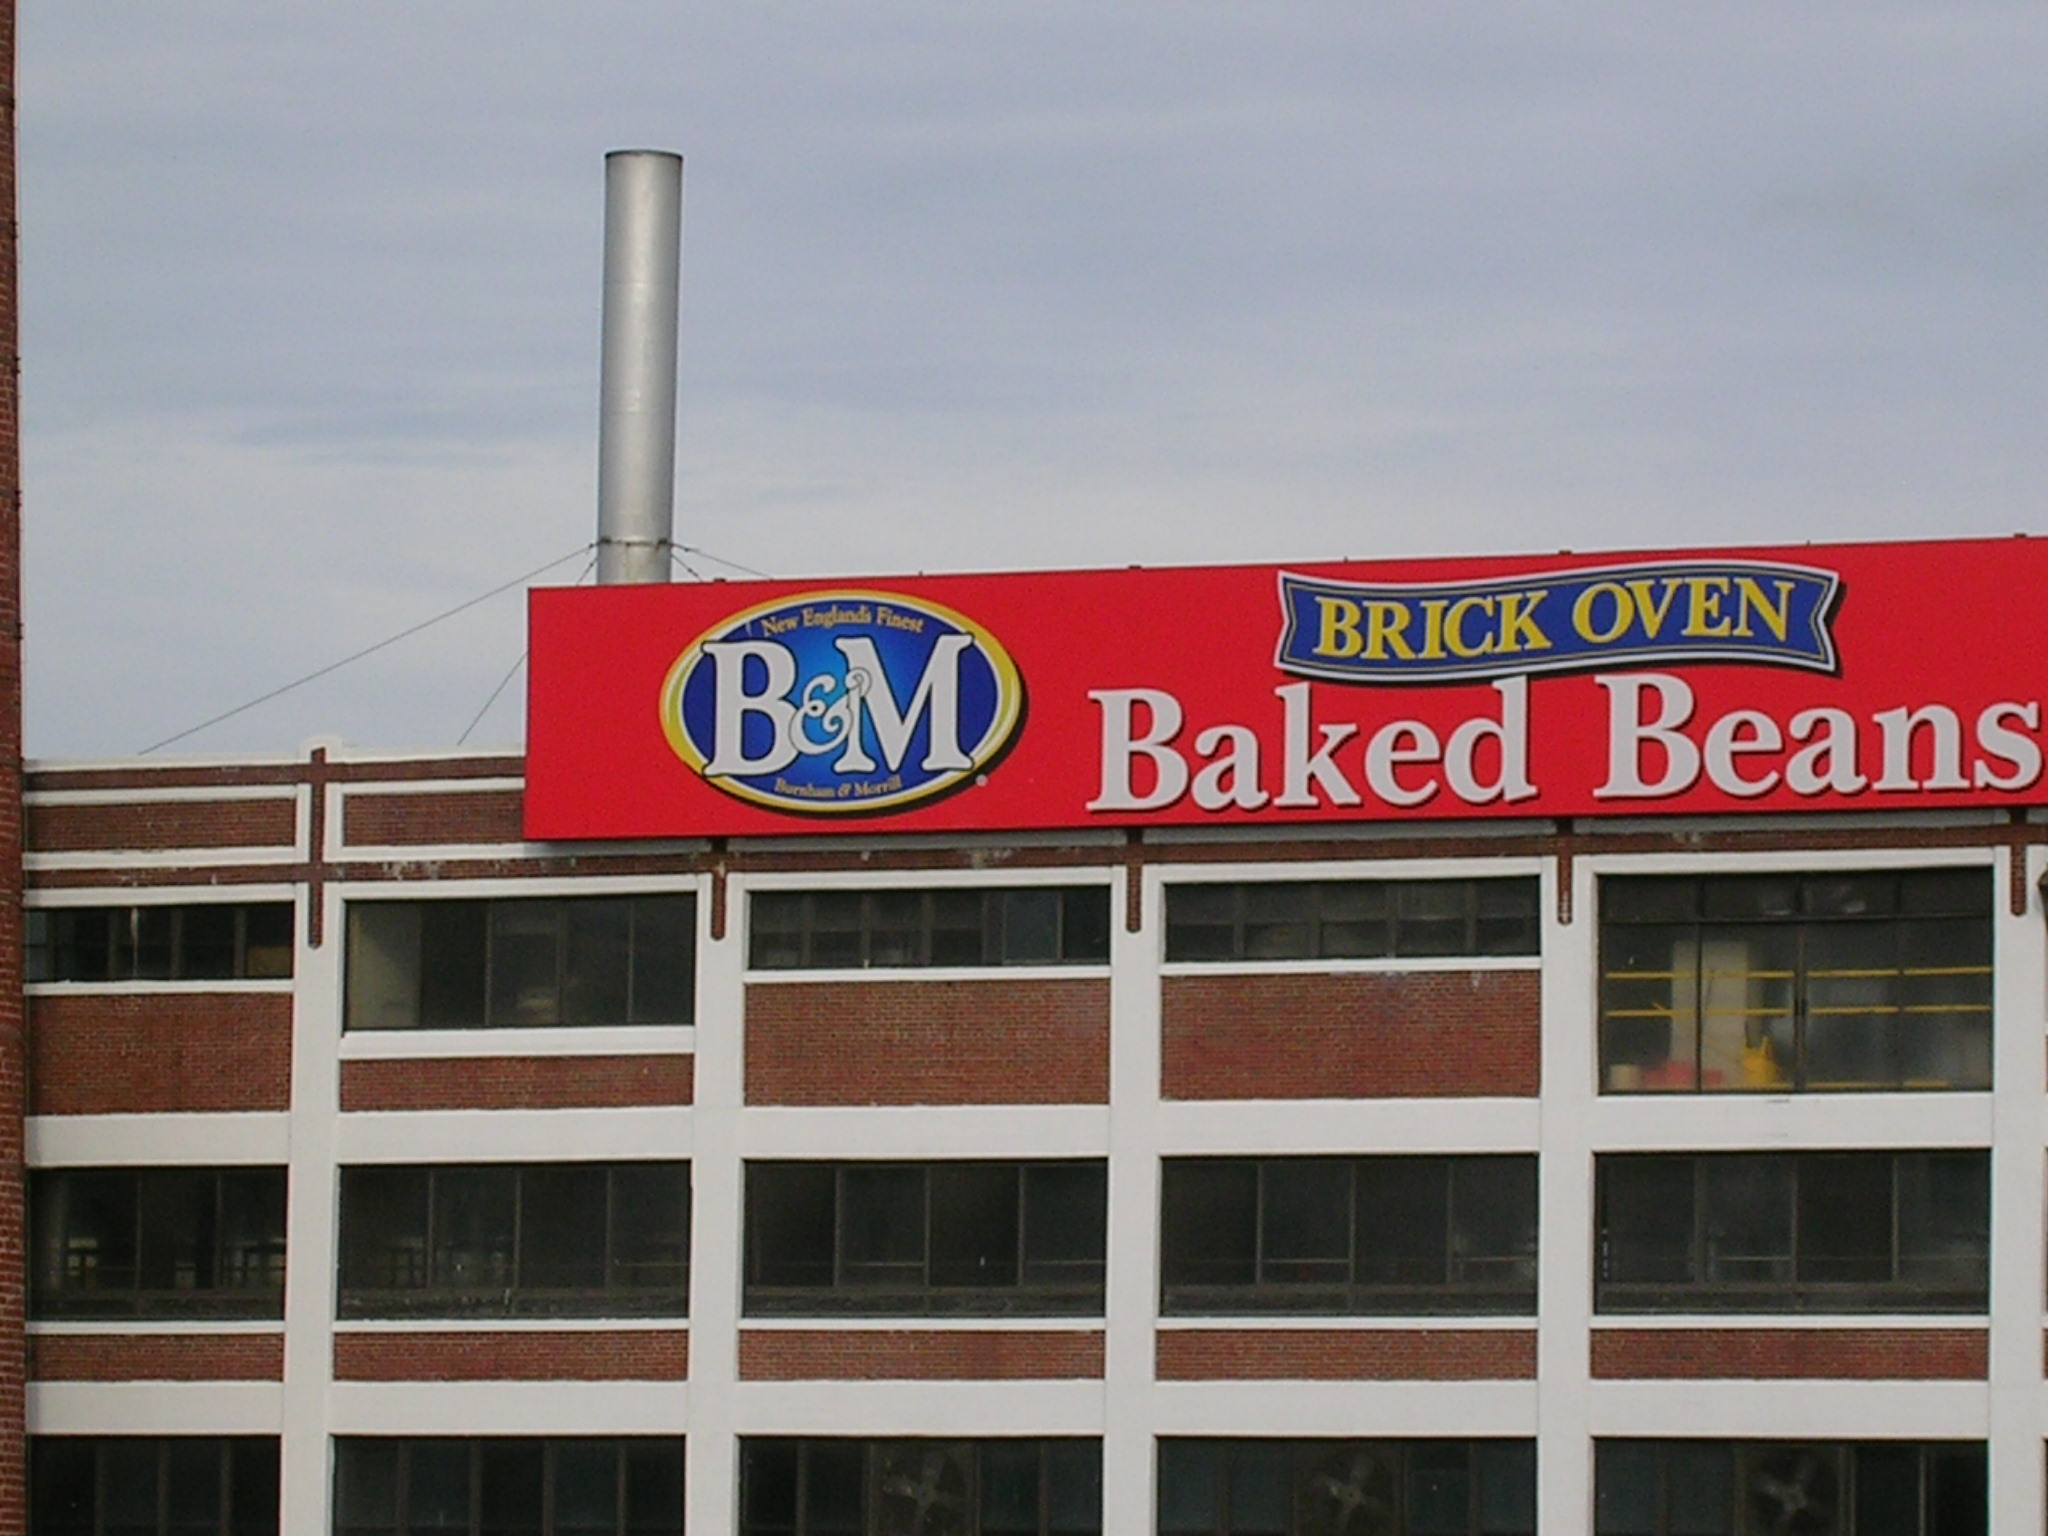 New England's Finest
B&M
Burnham & Morrill
BRICK OVEN
Baked Beans